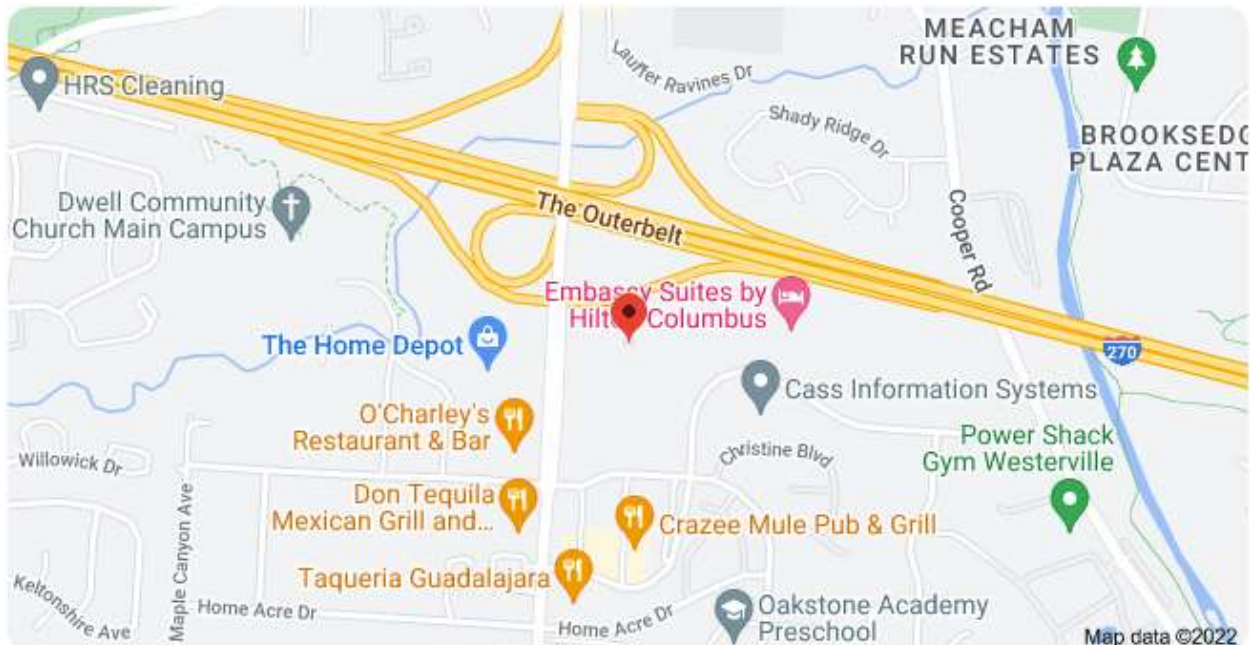 MEACHAM
RUN ESTATES
Lauffer Ravines Dr
HRS Cleaning
Shady Ridge Dr
BROOKSEDG
PLAZA CENT
Dwell Community
Church Main Campus
The Outerbelt
Cooper Rd
Embassy Suites by
Hilton Columbus
The Home Depot
270
Cass Information Systems
O'Charley's
Restaurant & Bar
Power Shack
Gym Westerville
Christine Blvd
Willowick Dr
Don Tequila
Mexican Grill and...
Maple Canyon Ave
Crazee Mule Pub & Grill
Taqueria Guadalajara
Keltonshire Ave
Home Acre Dr
Home Acre Dr
Oakstone Academy
Preschool
Map data ©2022